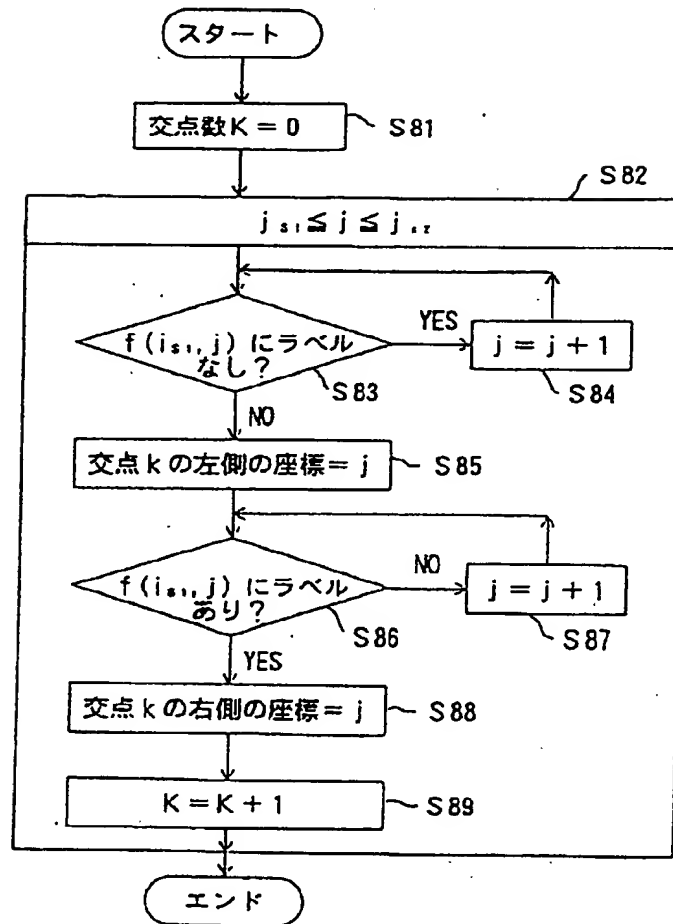 スタート
交点数K=0
S81
S82
j s1≦j≦j s2
f(i s1, j)にラベル
なし?
YES
j=j+1
S83
S84
NO
交点kの左側の座標=j
S85
f(i s1, j)にラベル
あり?
NO
j=j+1
S86
S87
YES
交点kの右側の座標=j
S88
K=K+1
S89
エンド